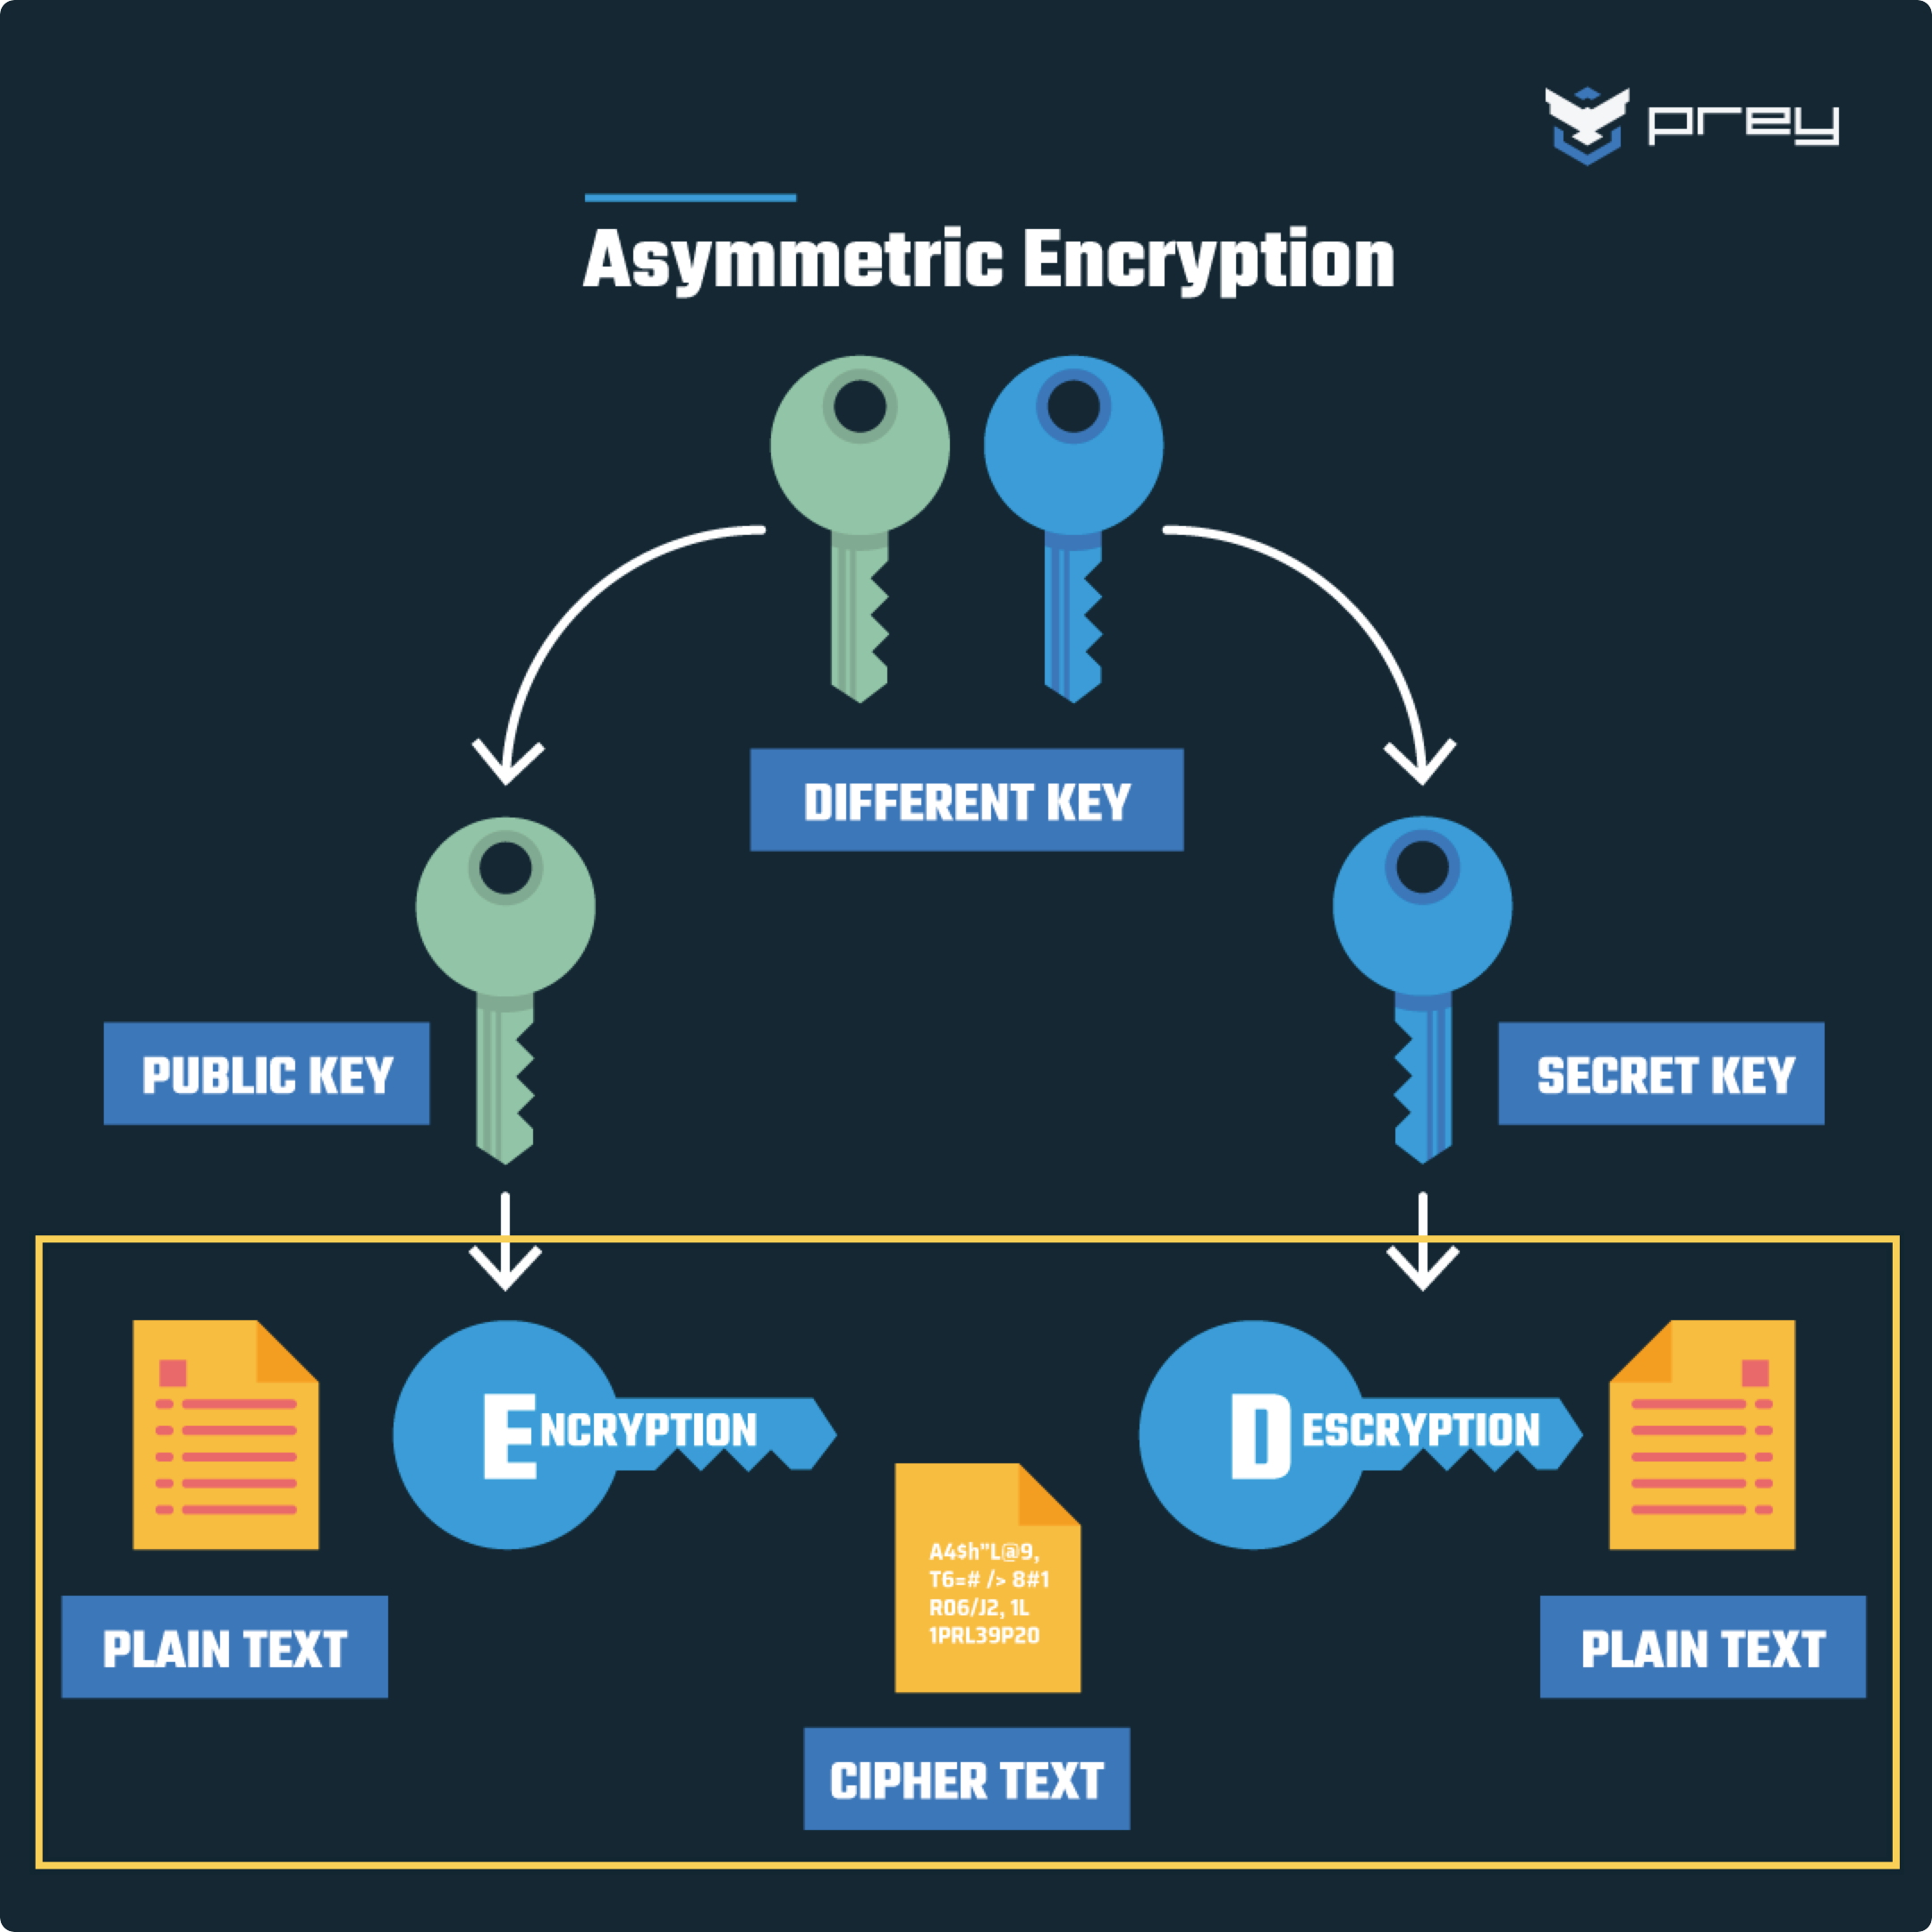 prey
Asymmetric Encryption
DIFFERENT KEY
PUBLIC KEY
SECRET KEY
ENCRYPTION
DESCRYPTION
A4$h"L@9,
T6=# /> 8#1
R06/J2, 1L
1PRL39P20
PLAIN TEXT
PLAIN TEXT
CIPHER TEXT